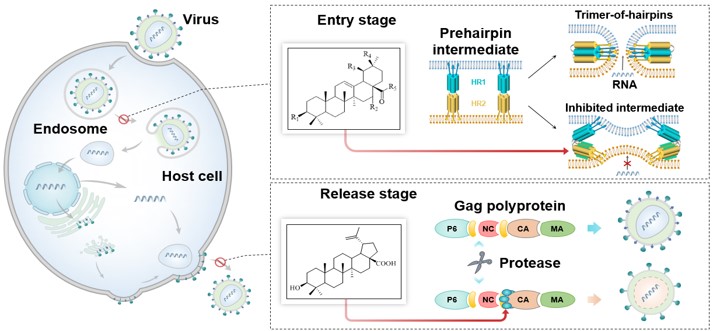 Virus
Endosome
Host cell
Entry stage
R1
R2
R3
R4
R5
O
Prehairpin
intermediate
HR1
HR2
Trimer-of-hairpins
RNA
Inhibited intermediate
Release stage
HO
COOH
Gag polyprotein
P6 NC CA MA
Protease
P6 NC CA MA